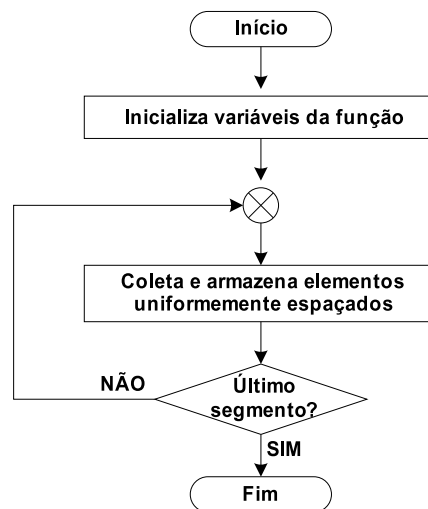 Início
Inicializa variáveis da função
Coleta e armazena elementos
uniformemente espaçados
NÃO
Último
segmento?
SIM
Fim